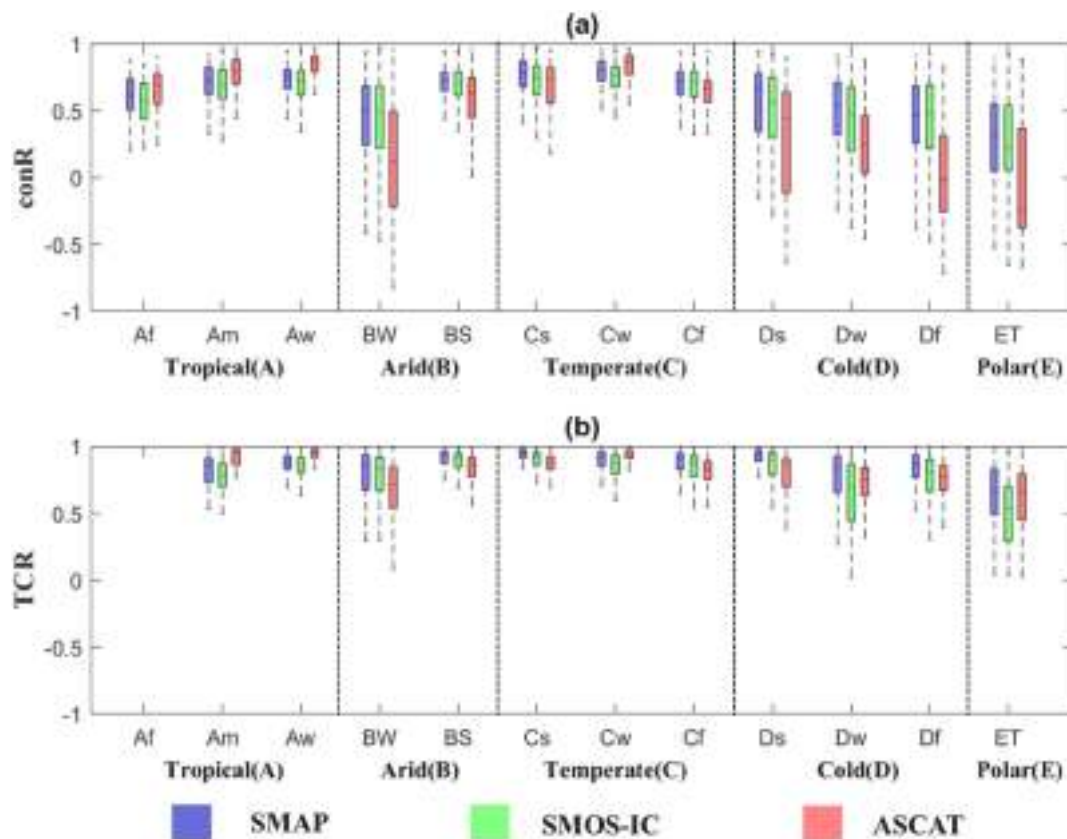 (a)
1
0.5
0
-0.5
-1
conR
Af Am Aw BW BS Cs Cw Cf Ds Dw Df ET
Tropical(A) Arid(B) Temperate(C) Cold(D) Polar(E)
(b)
1
0.5
0
-0.5
-1
TCR
Af Am Aw BW BS Cs Cw Cf Ds Dw Df ET
Tropical(A) Arid(B) Temperate(C) Cold(D) Polar(E)
SMAP SMOS-IC ASCAT